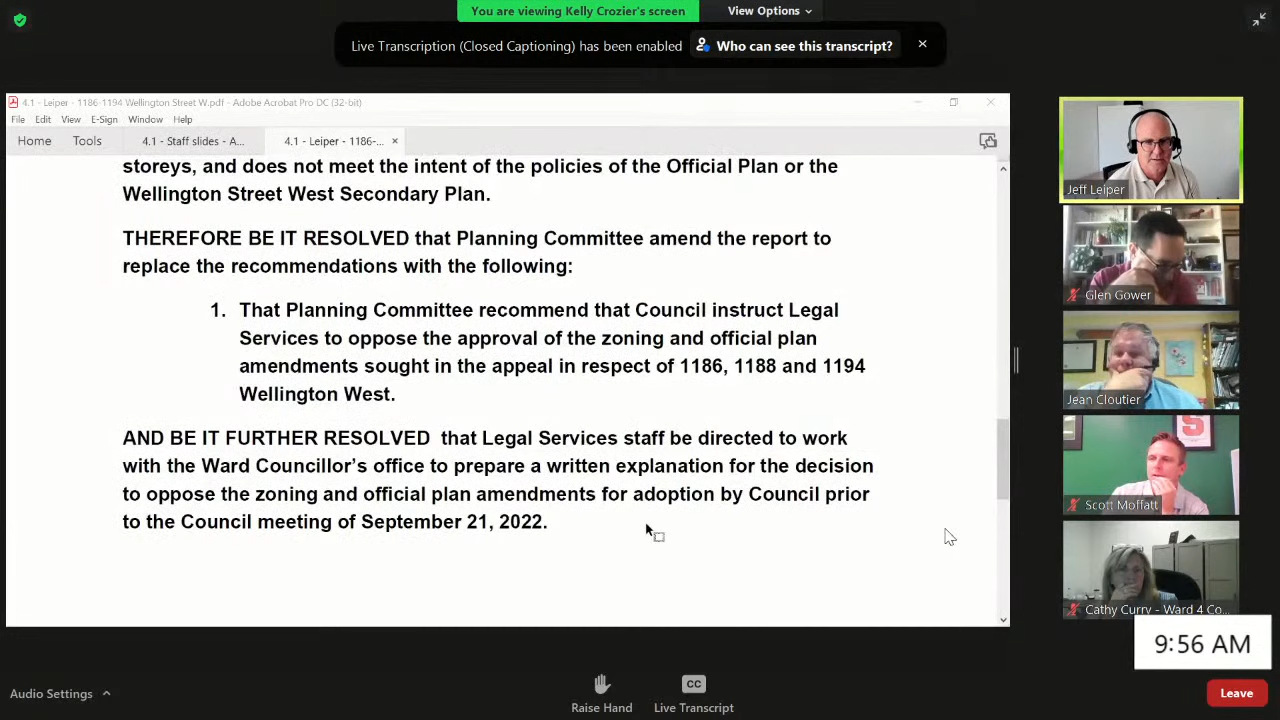 You are viewing Kelly Crozier's screen
View Options
Live Transcription (Closed Captioning) has been enabled
Who can see this transcript?
4.1 - Leiper - 1186-1194 Wellington Street W.pdf - Adobe Acrobat Pro DC (32-bit)
File Edit View E-Sign Window Help
Home Tools 4.1 - Staff slides - A... 4.1 - Leiper - 1186-...
storeys, and does not meet the intent of the policies of the Official Plan or the
Wellington Street West Secondary Plan.
THEREFORE BE IT RESOLVED that Planning Committee amend the report to
replace the recommendations with the following:
1. That Planning Committee recommend that Council instruct Legal
Services to oppose the approval of the zoning and official plan
amendments sought in the appeal in respect of 1186, 1188 and 1194
Wellington West.
AND BE IT FURTHER RESOLVED that Legal Services staff be directed to work
with the Ward Councillor's office to prepare a written explanation for the decision
to oppose the zoning and official plan amendments for adoption by Council prior
to the Council meeting of September 21, 2022.
Jeff Leiper
Glen Gower
Jean Cloutier
Scott Moffatt
Cathy Curry - Ward 4 Co...
9:56 AM
Audio Settings
Raise Hand
CC
Live Transcript
Leave